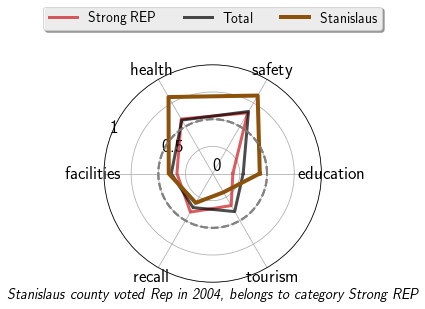 Strong REP Total Stanislaus
health safety
1
0.5
0
facilities education
recall tourism
Stanislaus county voted Rep in 2004, belongs to category Strong REP